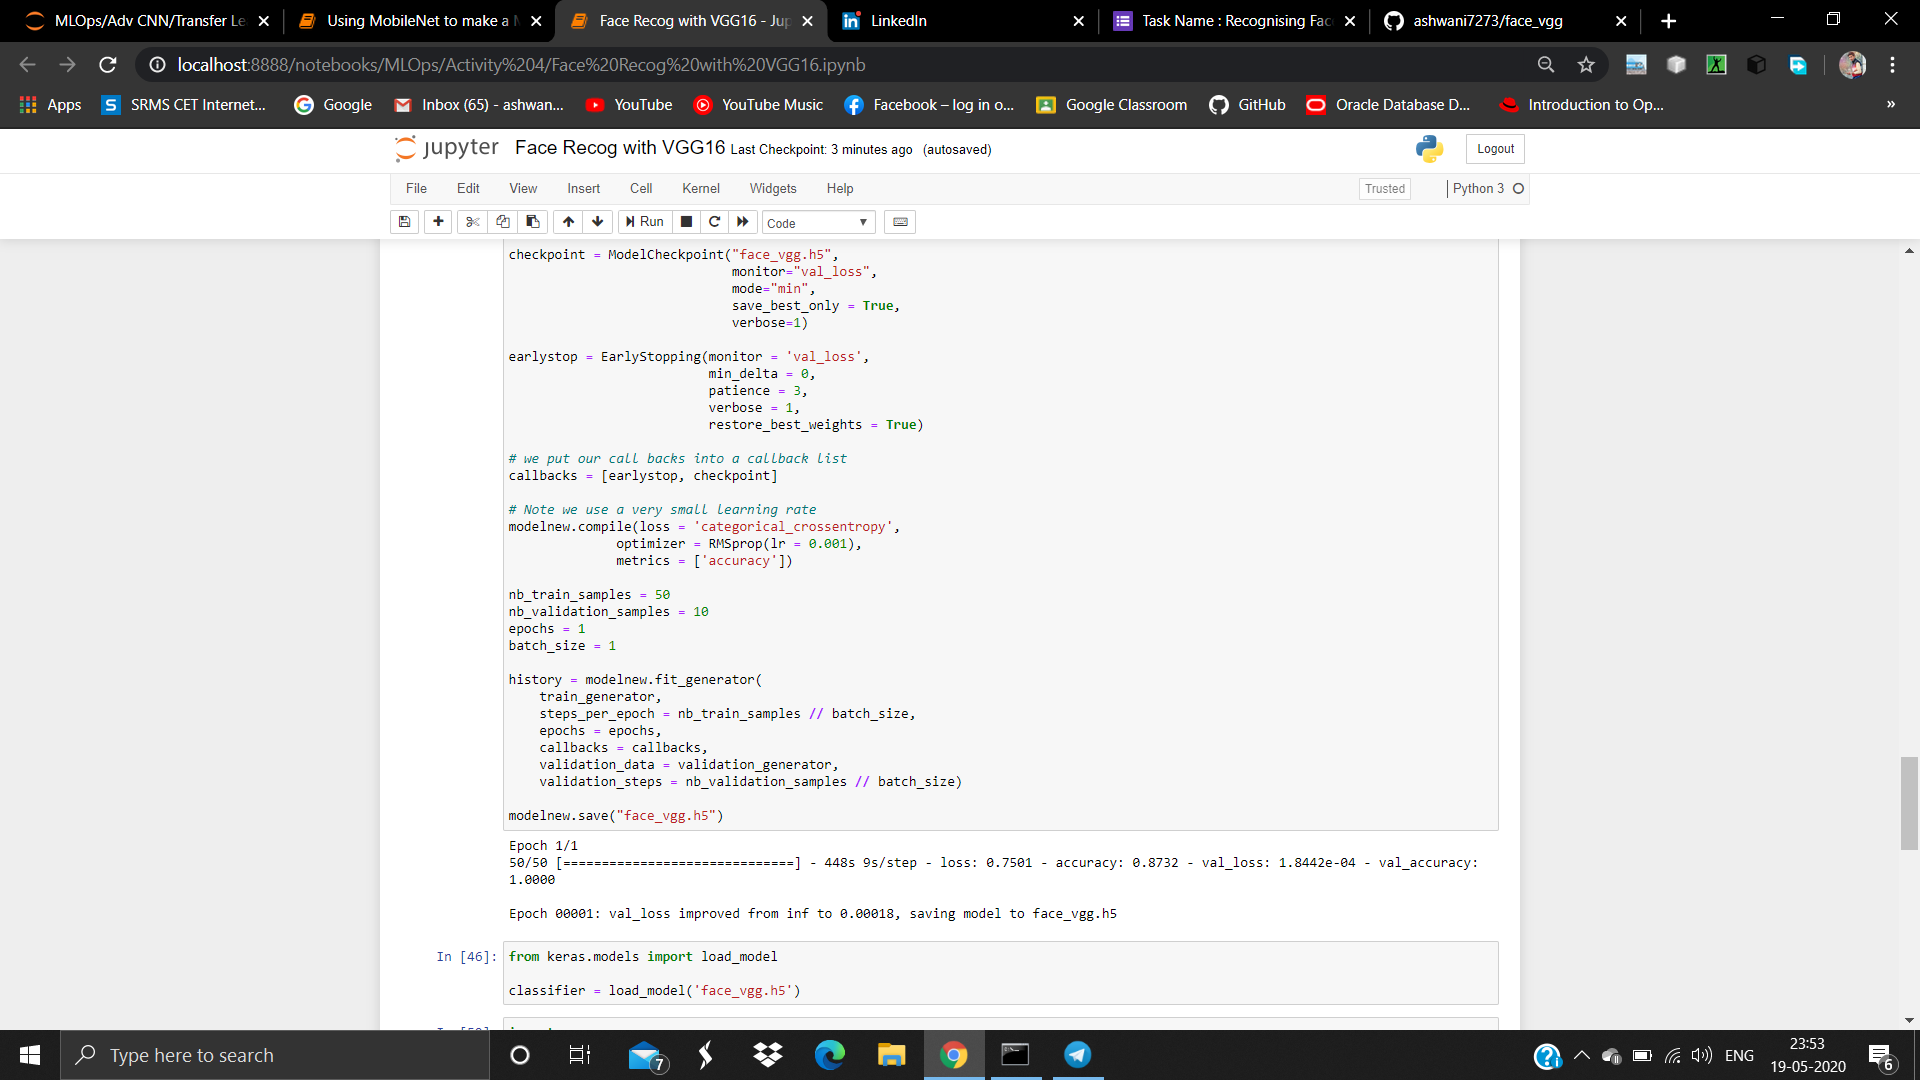 MLOps/Adv CNN/Transfer Le
Using MobileNet to make a M
Face Recog with VGG16 - Jup
LinkedIn
Task Name : Recognising Fac
ashwani7273/face_vgg
localhost:8888/notebooks/MLOps/Activity%204/Face%20Recog%20with%20VGG16.ipynb
Apps
SRMS CET Internet...
Google
Inbox (65) - ashwan...
YouTube
YouTube Music
Facebook – log in o...
Google Classroom
GitHub
Oracle Database D...
Introduction to Op...
»
jupyter Face Recog with VGG16 Last Checkpoint: 3 minutes ago (autosaved)
Logout
File Edit View Insert Cell Kernel Widgets Help
Trusted
Python 3
Run
Code
checkpoint = ModelCheckpoint("face_vgg.h5",
monitor="val_loss",
mode="min",
save_best_only = True,
verbose=1)
earlystop = EarlyStopping(monitor = 'val_loss',
min_delta = 0,
patience = 3,
verbose = 1,
restore_best_weights = True)
# we put our call backs into a callback list
callbacks = [earlystop, checkpoint]
# Note we use a very small learning rate
modelnew.compile(loss = 'categorical_crossentropy',
optimizer = RMSprop(lr = 0.001),
metrics = ['accuracy'])
nb_train_samples = 50
nb_validation_samples = 10
epochs = 1
batch_size = 1
history = modelnew.fit_generator(
train_generator,
steps_per_epoch = nb_train_samples // batch_size,
epochs = epochs,
callbacks = callbacks,
validation_data = validation_generator,
validation_steps = nb_validation_samples // batch_size)
modelnew.save("face_vgg.h5")
Epoch 1/1
50/50 [==============================] - 448s 9s/step - loss: 0.7501 - accuracy: 0.8732 - val_loss: 1.8442e-04 - val_accuracy:
1.0000
Epoch 00001: val_loss improved from inf to 0.00018, saving model to face_vgg.h5
In [46]: from keras.models import load_model
classifier = load_model('face_vgg.h5')
Type here to search
7
ENG
23:53
19-05-2020
6